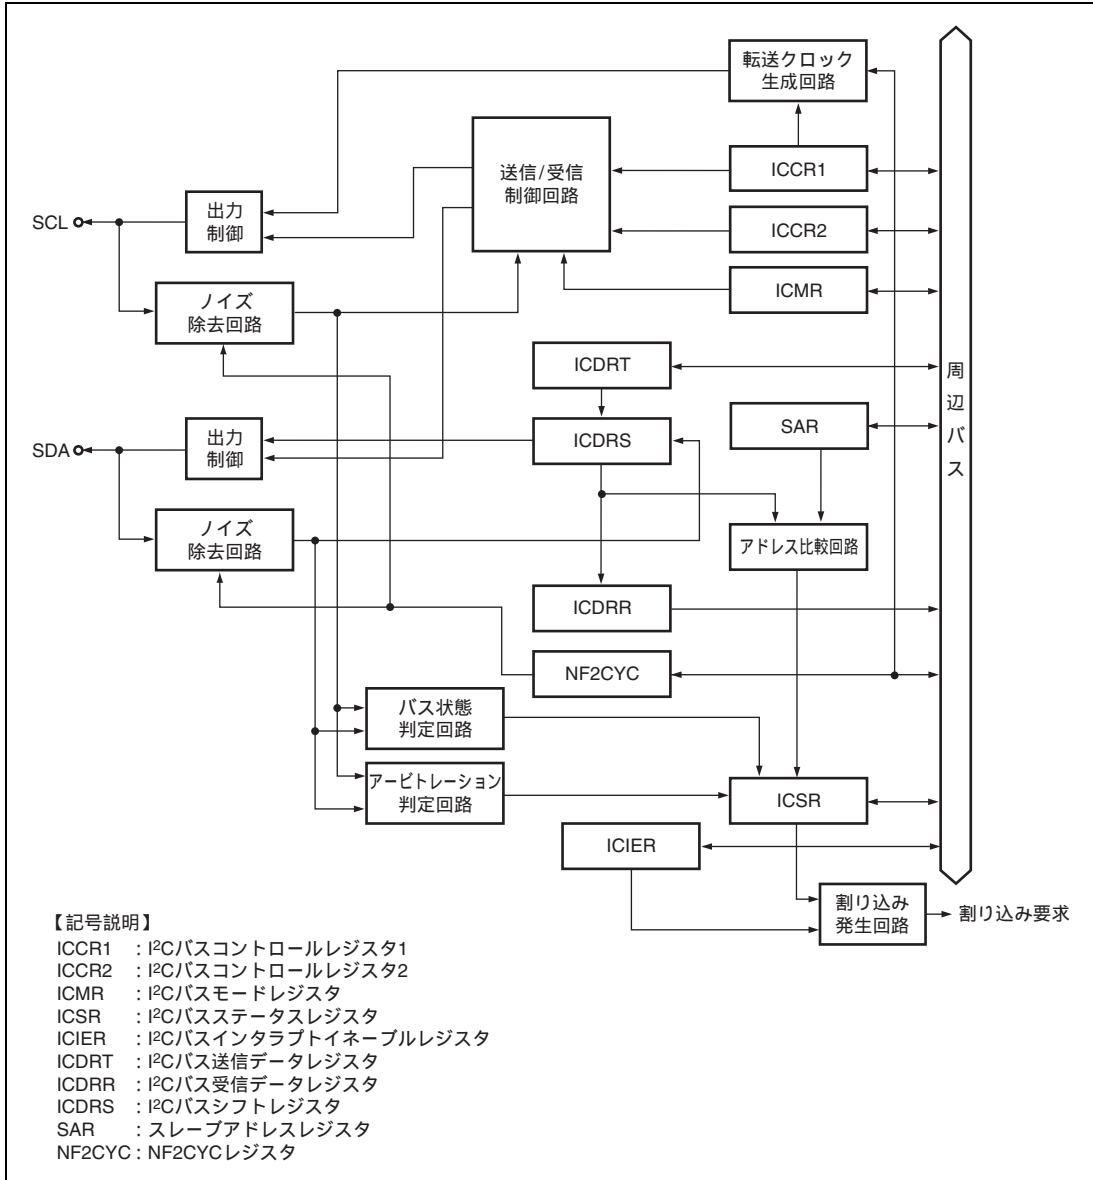 転送クロック
生成回路
送信/受信
制御回路
ICCR1
SCL
出力
制御
ICCR2
ICMR
ノイズ
除去回路
ICDRT
周辺バス
SAR
SDA
出力
制御
ICDRS
ノイズ
除去回路
アドレス比較回路
ICDRR
NF2CYC
バス状態
判定回路
アービトレーション
判定回路
ICSR
ICIER
割り込み
発生回路
割り込み要求
【記号説明】
ICCR1 : I²Cバスコントロールレジスタ1
ICCR2 : I²Cバスコントロールレジスタ2
ICMR : I²Cバスモードレジスタ
ICSR : I²Cバスステータスレジスタ
ICIER : I²Cバスインタラプトイネーブルレジスタ
ICDRT : I²Cバス送信データレジスタ
ICDRR : I²Cバス受信データレジスタ
ICDRS : I²Cバスシフトレジスタ
SAR : スレーブアドレスレジスタ
NF2CYC : NF2CYCレジスタ